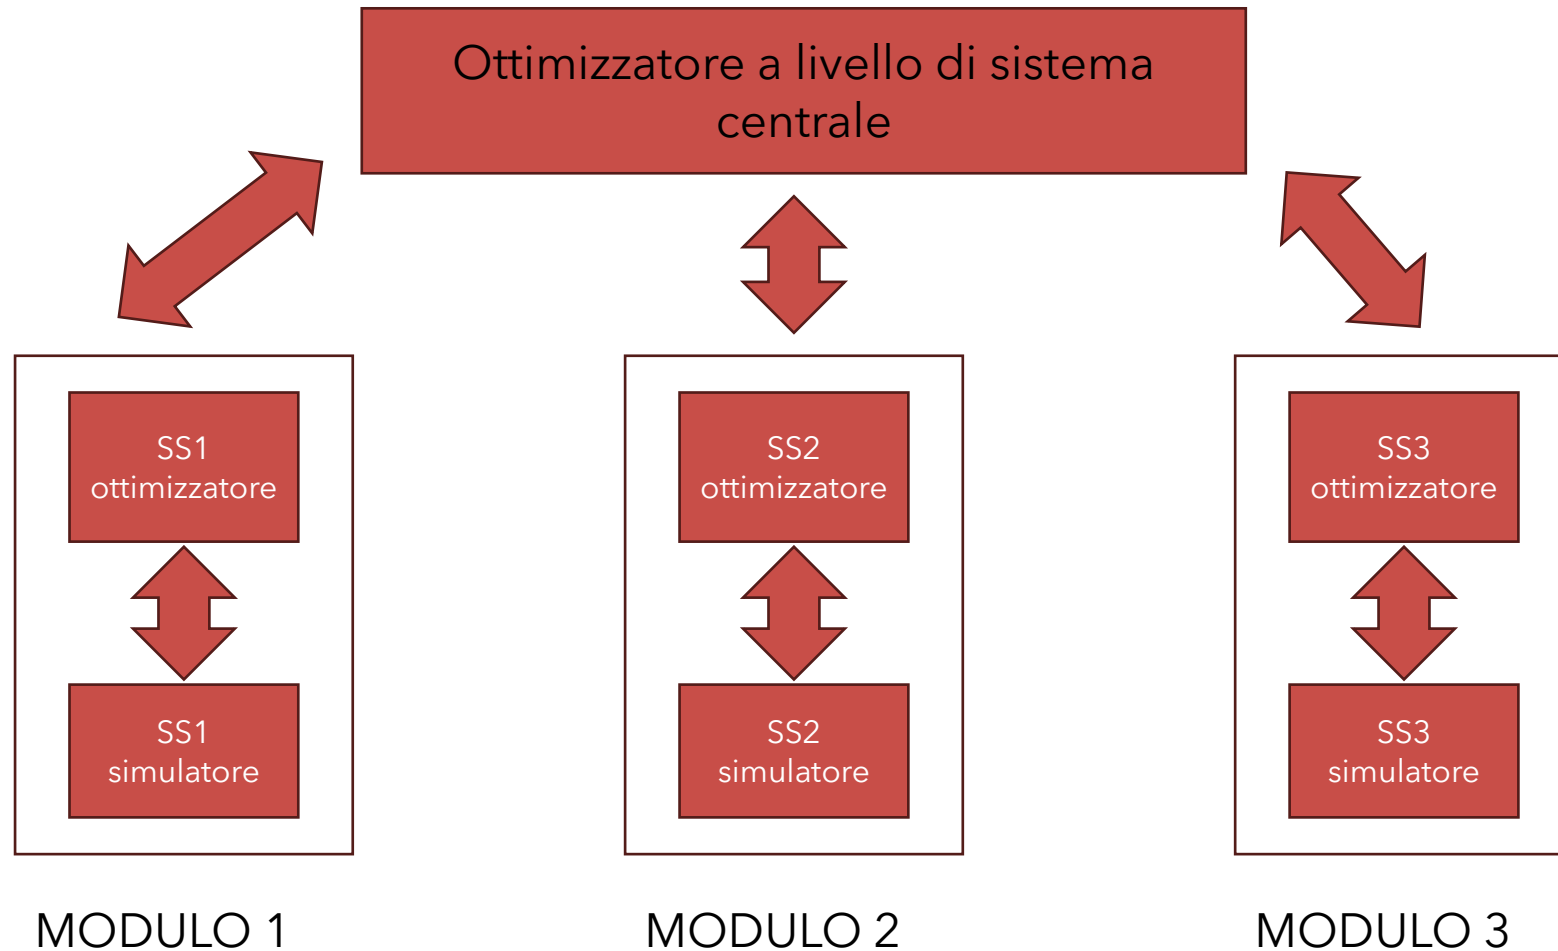 Ottimizzatore a livello di sistema
centrale
SS1
ottimizzatore
SS2
ottimizzatore
SS3
ottimizzatore
SS1
simulatore
SS2
simulatore
SS3
simulatore
MODULO 1
MODULO 2
MODULO 3